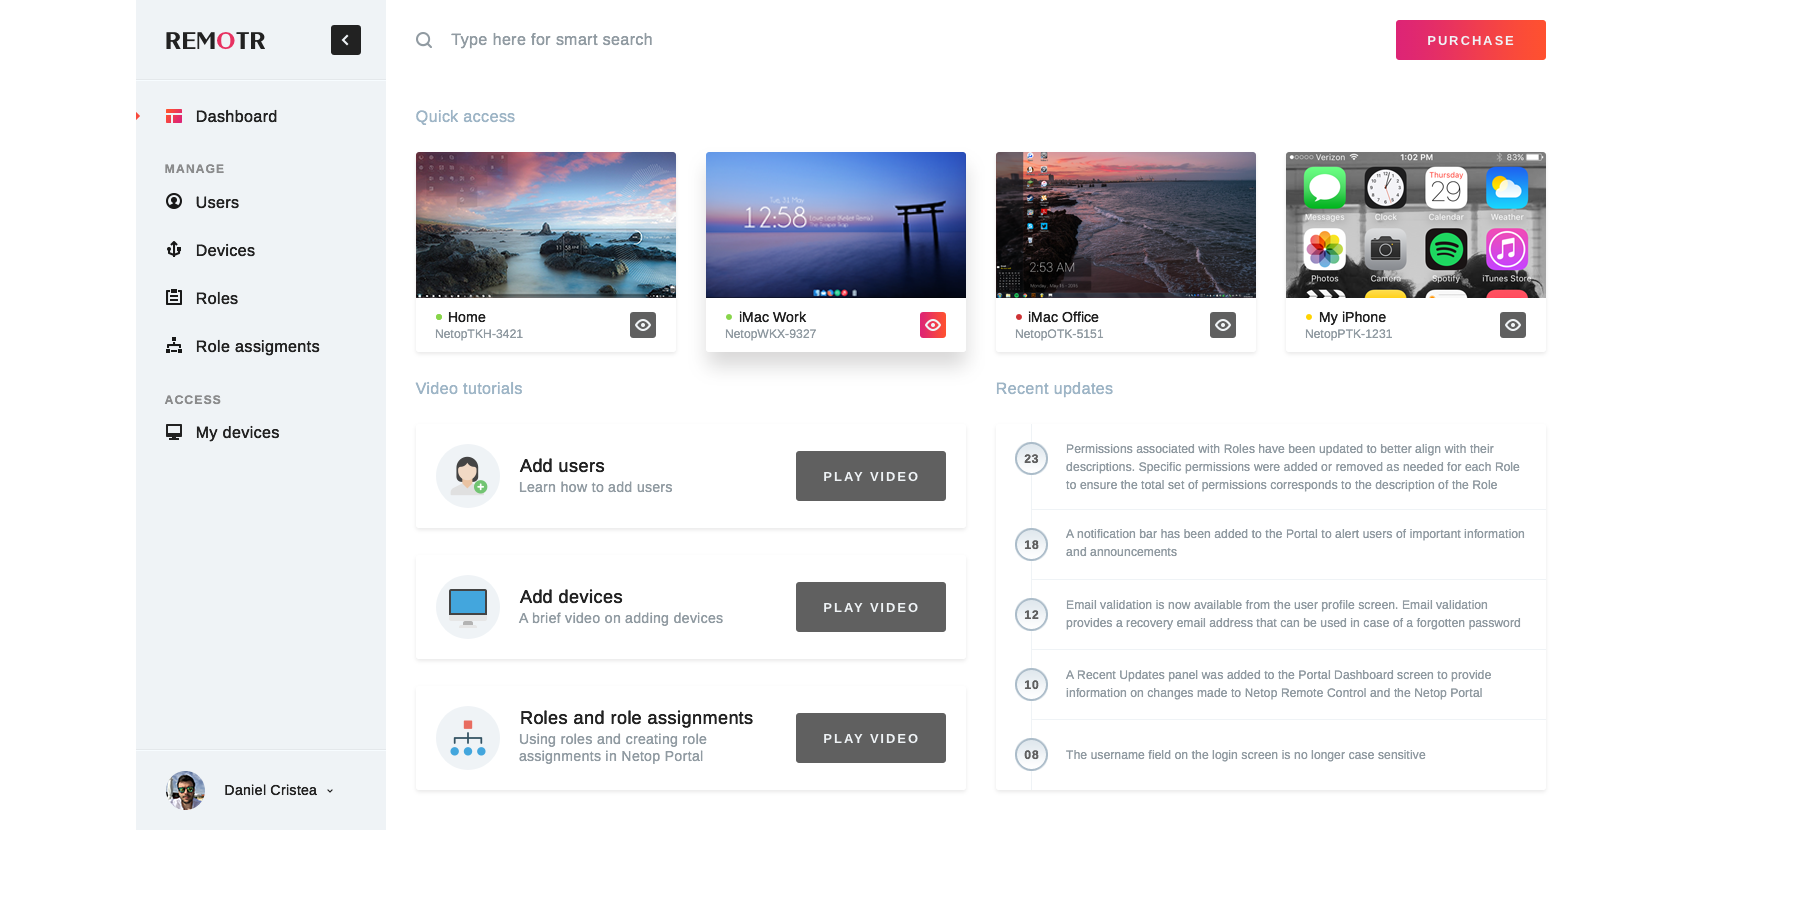 REMOTR
Type here for smart search
PURCHASE
Dashboard
MANAGE
Users
Devices
Roles
Role assigments
ACCESS
My devices
Daniel Cristea
Quick access
Home
NetopTKH-3421
12:58
iMac Work
NetopWKX-9327
2:53 AM
iMac Office
NetopOTK-5151
Verizon 1:02 PM 83%
Thursday
29
Messages Clock Calendar Weather
Photos Camera Spotify iTunes Store
My iPhone
NetopPTK-1231
Video tutorials
Add users
Learn how to add users
PLAY VIDEO
Add devices
A brief video on adding devices
PLAY VIDEO
Roles and role assignments
Using roles and creating role
assignments in Netop Portal
PLAY VIDEO
Recent updates
23
Permissions associated with Roles have been updated to better align with their
descriptions. Specific permissions were added or removed as needed for each Role
to ensure the total set of permissions corresponds to the description of the Role
18
A notification bar has been added to the Portal to alert users of important information
and announcements
12
Email validation is now available from the user profile screen. Email validation
provides a recovery email address that can be used in case of a forgotten password
10
A Recent Updates panel was added to the Portal Dashboard screen to provide
information on changes made to Netop Remote Control and the Netop Portal
08
The username field on the login screen is no longer case sensitive